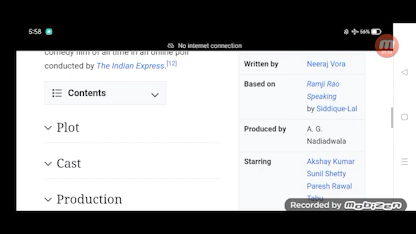 5:58
56%
No internet connection
comedy film of all time in an online poll
conducted by The Indian Express.[12]
Contents
Plot
Cast
Production
Written by Neeraj Vora
Based on Ramji Rao
Speaking
by Siddique-Lal
Produced by A. G.
Nadiadwala
Starring Akshay Kumar
Sunil Shetty
Paresh Rawal
Tabu
Recorded by MOBIZEN